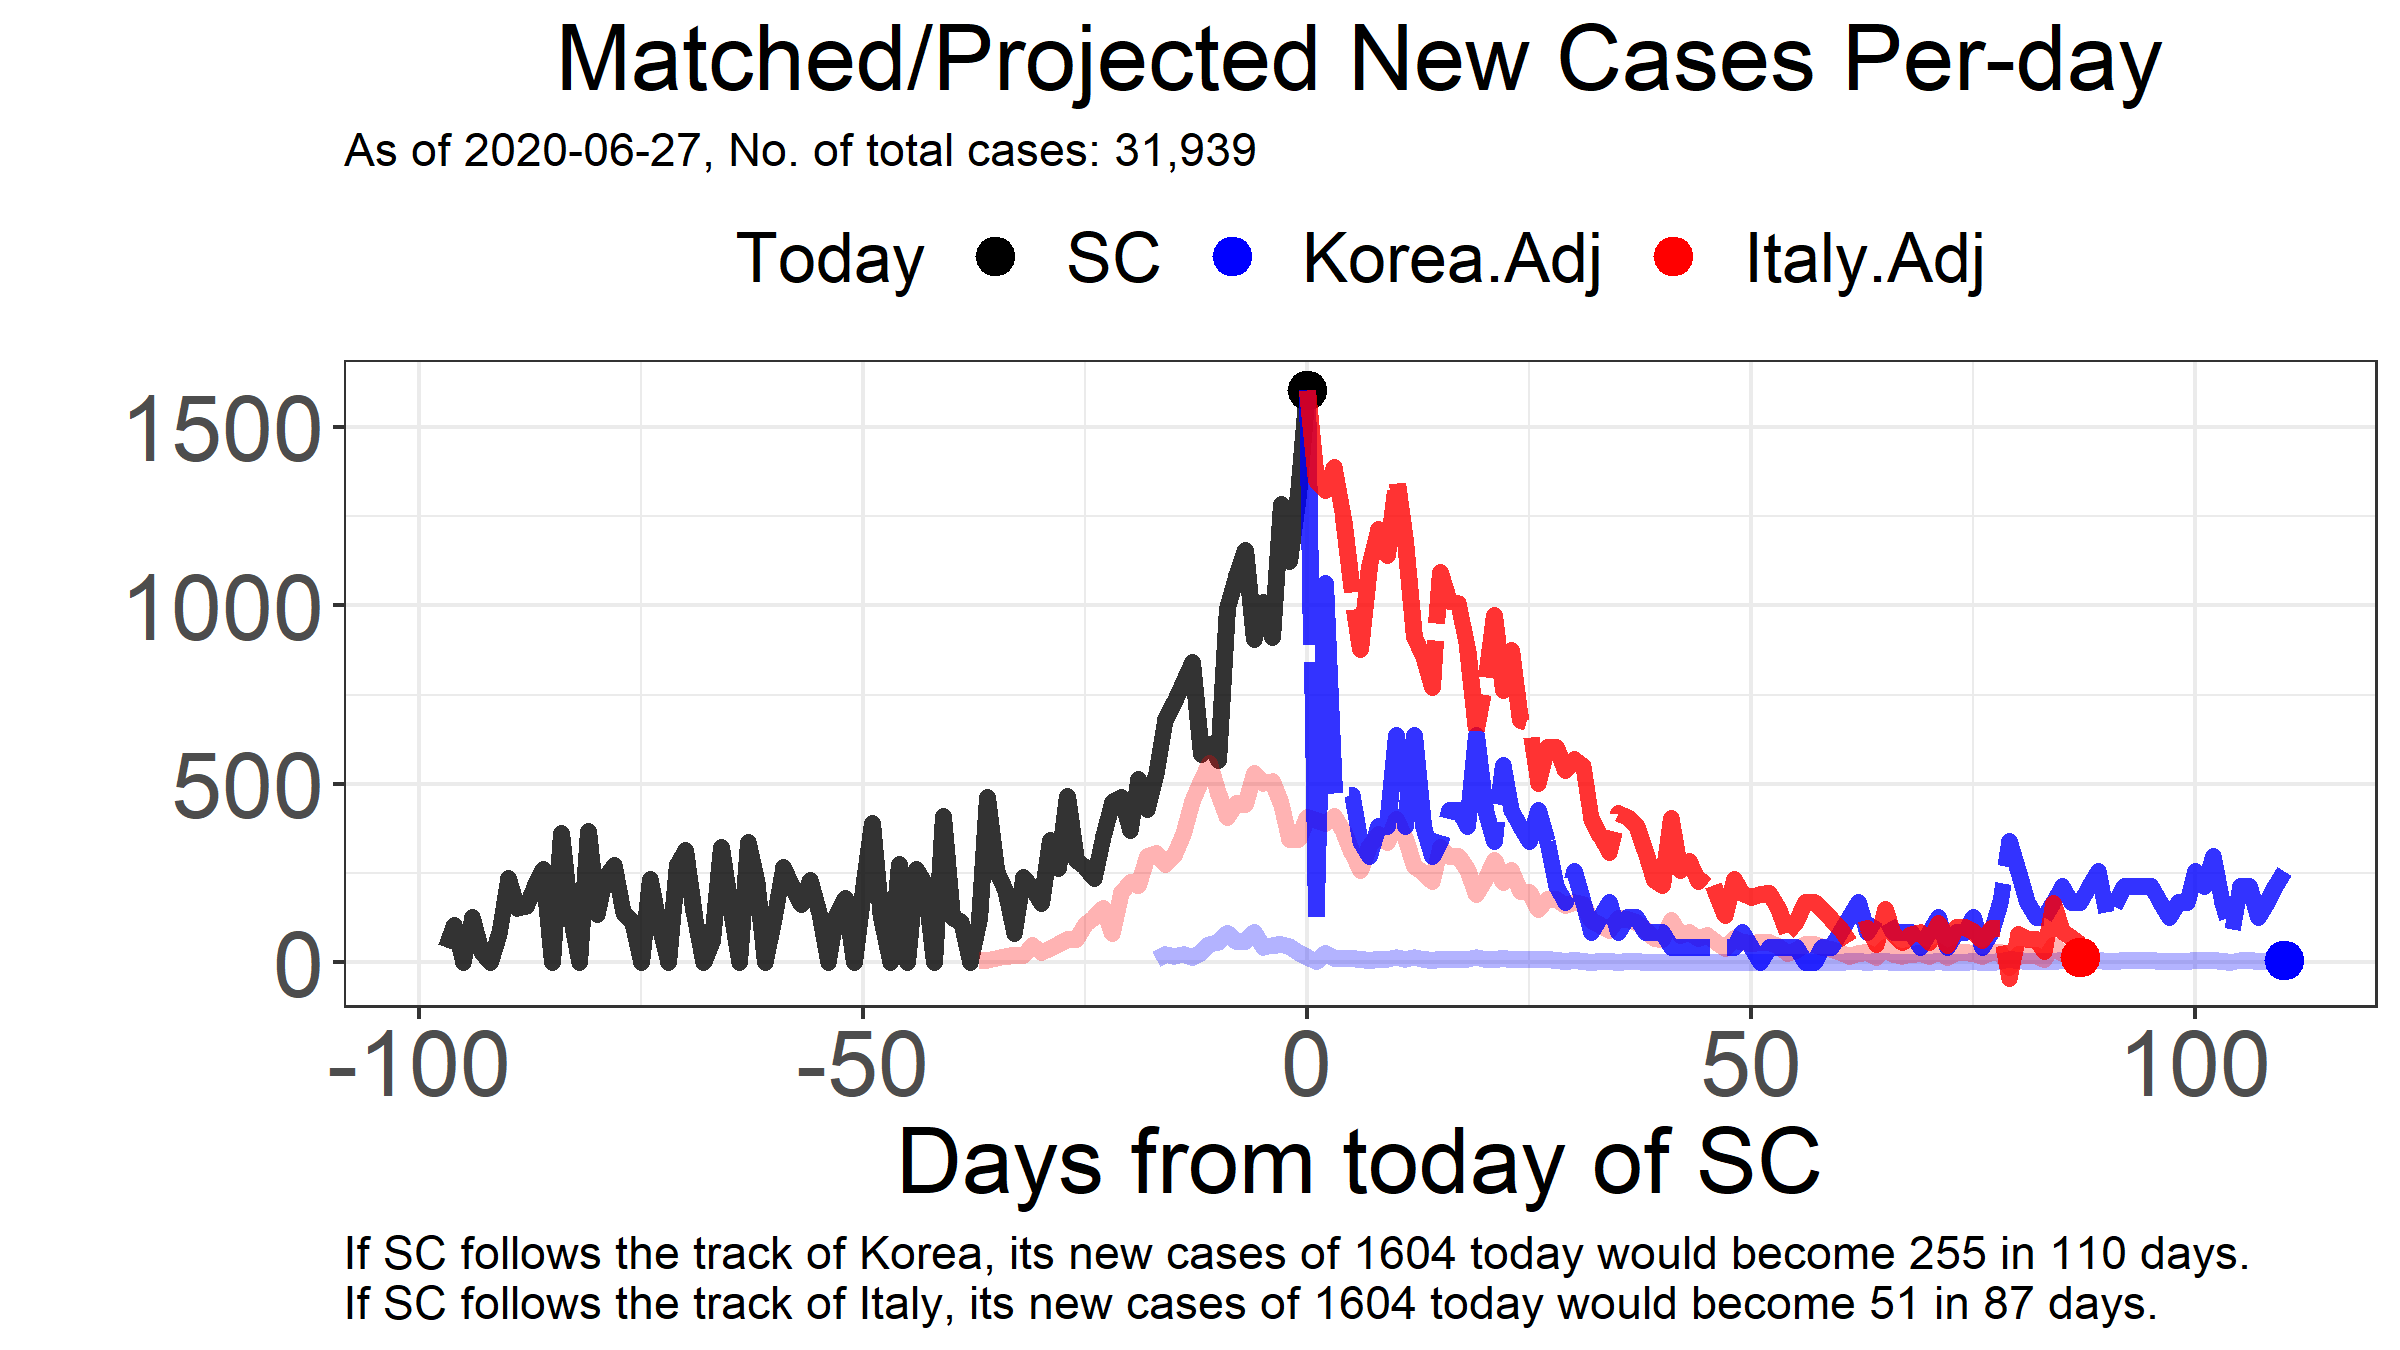 Matched/Projected New Cases Per-day
As of 2020-06-27, No. of total cases: 31,939
Today SC Korea.Adj Italy.Adj
1500
1000
500
0
-100 -50 0 50 100
Days from today of SC
If SC follows the track of Korea, its new cases of 1604 today would become 255 in 110 days.
If SC follows the track of Italy, its new cases of 1604 today would become 51 in 87 days.